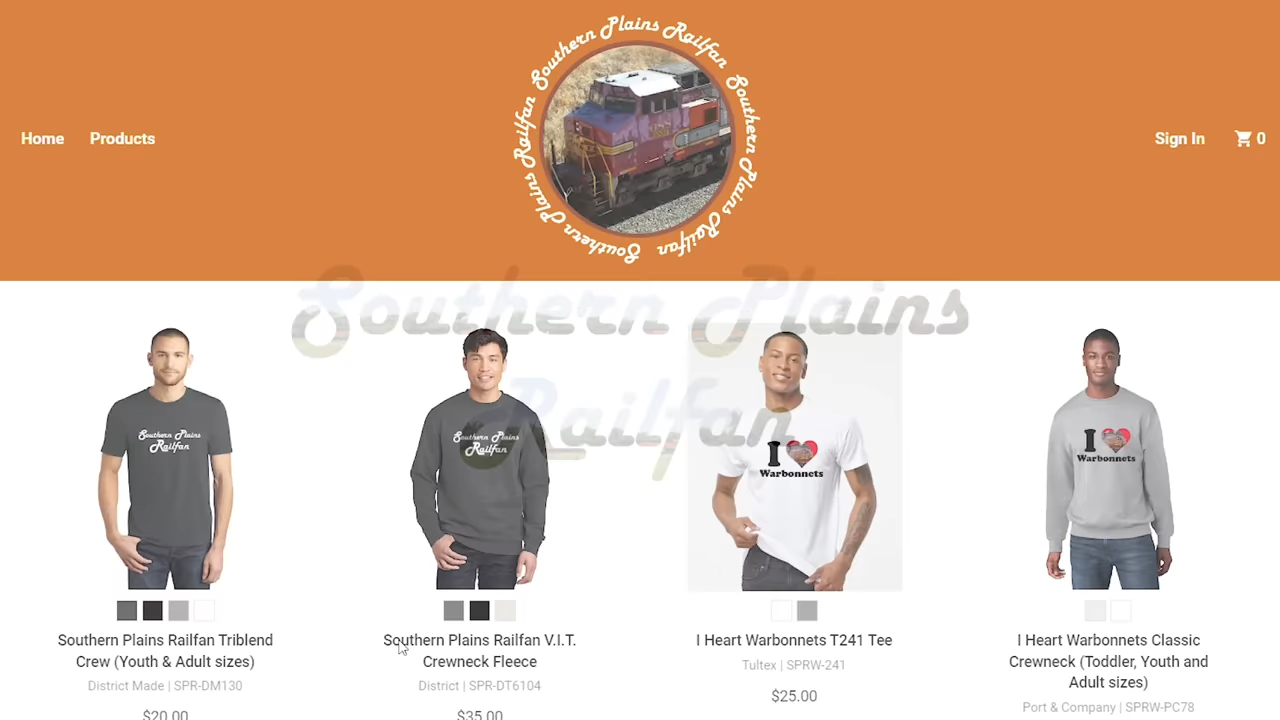 Southern Plains Railfan Southern Plains Railfan Southern Plains Railfan
Home
Products
Sign In
0
Southern Plains
Railfan
Southern Plains
Railfan
Southern Plains
Railfan
I
Warbonnets
I
Warbonnets
Southern Plains Railfan Triblend
Crew (Youth & Adult sizes)
District Made | SPR-DM130
$20.00
Southern Plains Railfan V.I.T.
Crewneck Fleece
District | SPR-DT6104
$35.00
I Heart Warbonnets T241 Tee
Tultex | SPRW-241
$25.00
I Heart Warbonnets Classic
Crewneck (Toddler, Youth and
Adult sizes)
Port & Company | SPRW-PC78